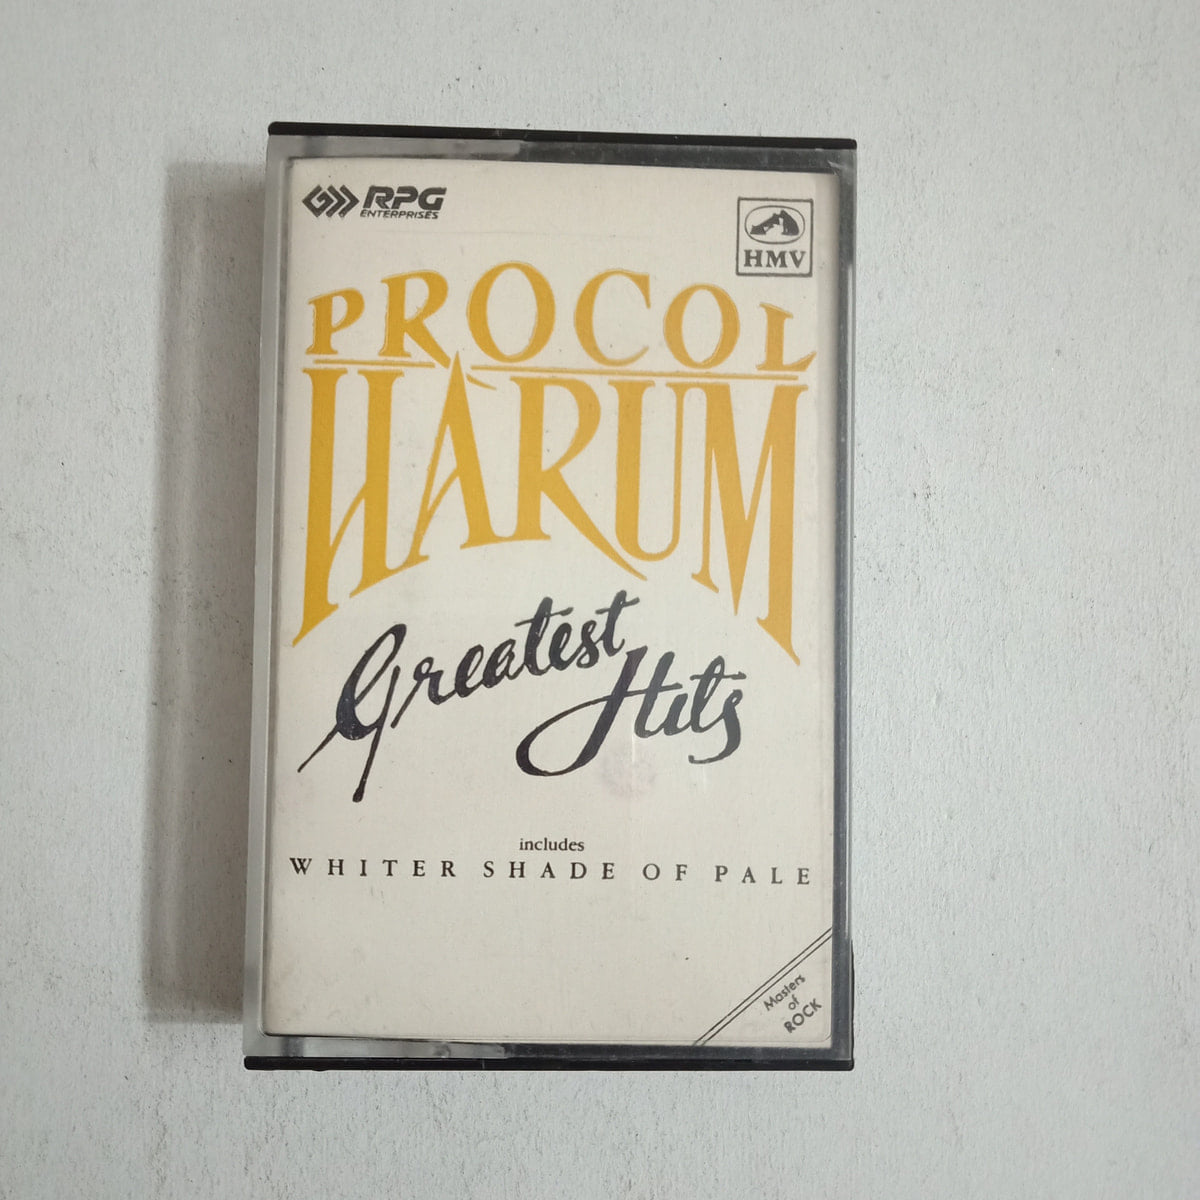 RPG
ENTERPRISES
HMV
PROCOL
HARUM
Greatest
Hits
includes
WHITER SHADE OF PALE
Masters
of
ROCK